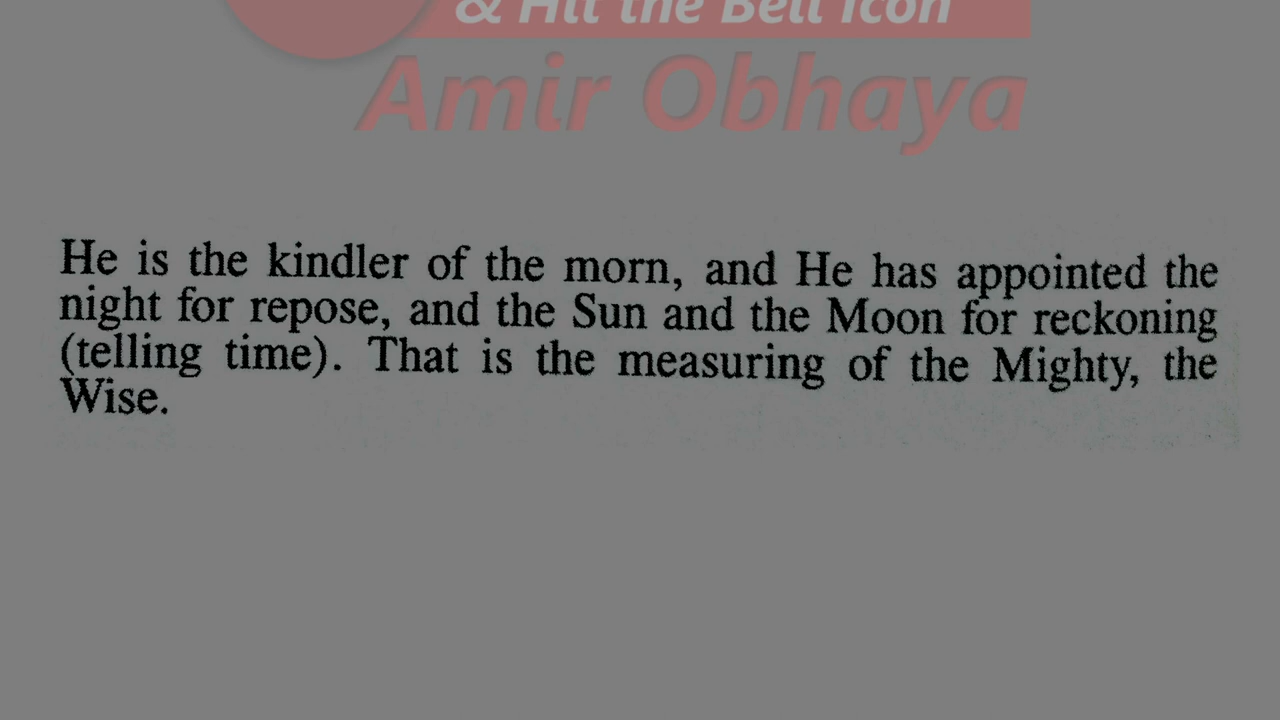 & Hit the Bell Icon
Amir Obhaya
He is the kindler of the morn, and He has appointed the
night for repose, and the Sun and the Moon for reckoning
(telling time). That is the measuring of the Mighty, the
Wise.